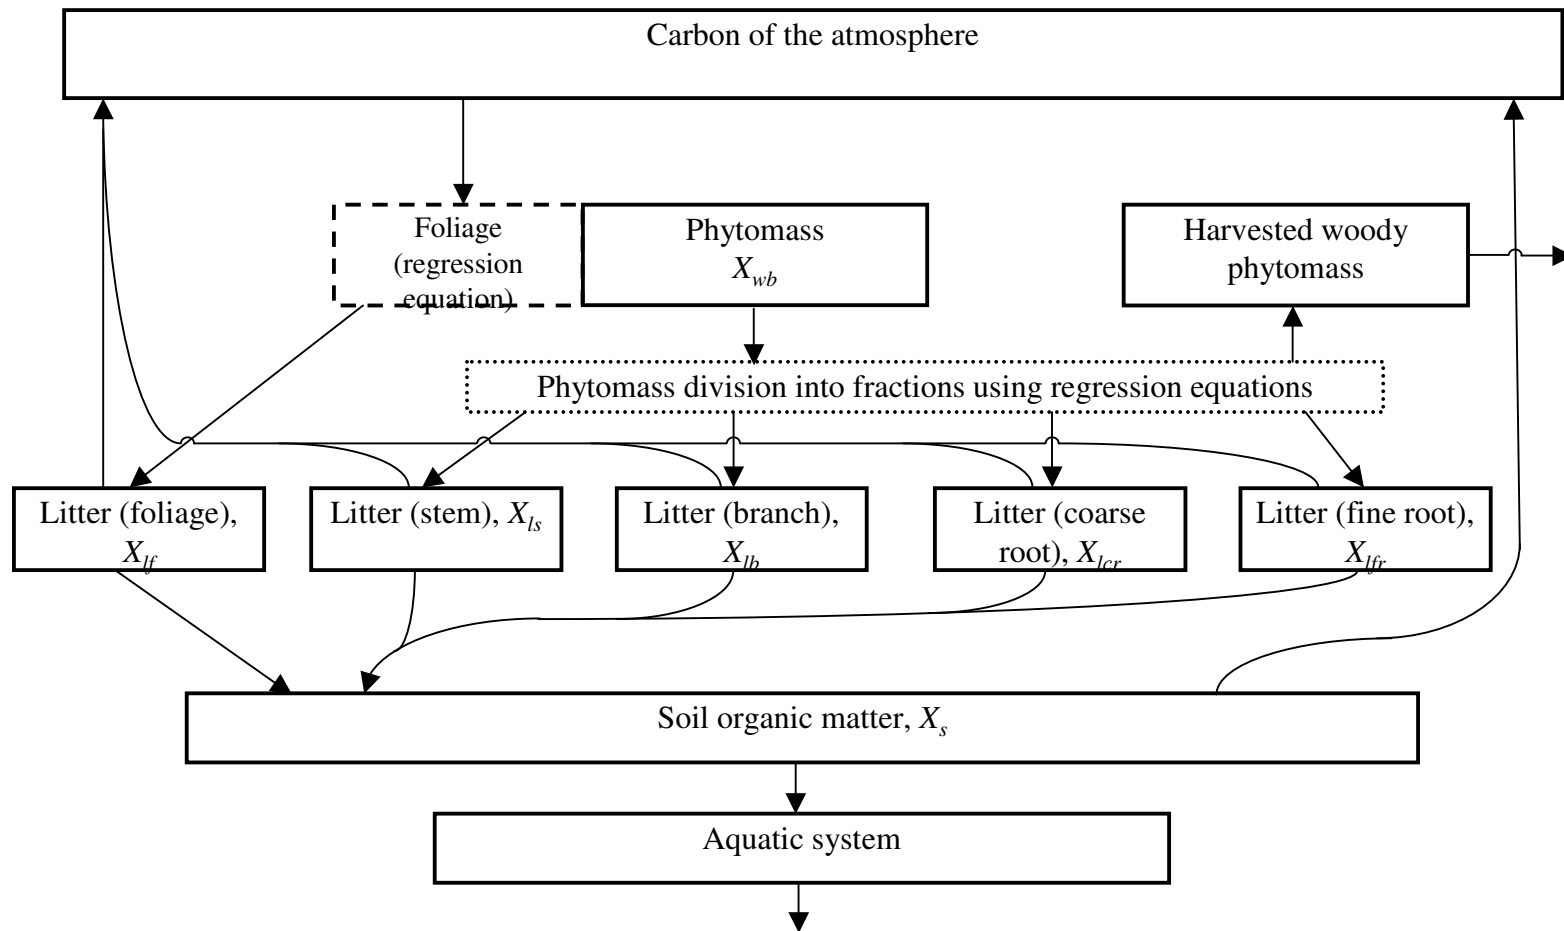 Carbon of the atmosphere
Foliage
(regression
equation)
Phytomass
X_wb
Harvested woody
phytomass
Phytomass division into fractions using regression equations
Litter (foliage),
X_lf
Litter (stem), X_ls
Litter (branch),
X_lb
Litter (coarse
root), X_lcr
Litter (fine root),
X_lfr
Soil organic matter, X_s
Aquatic system